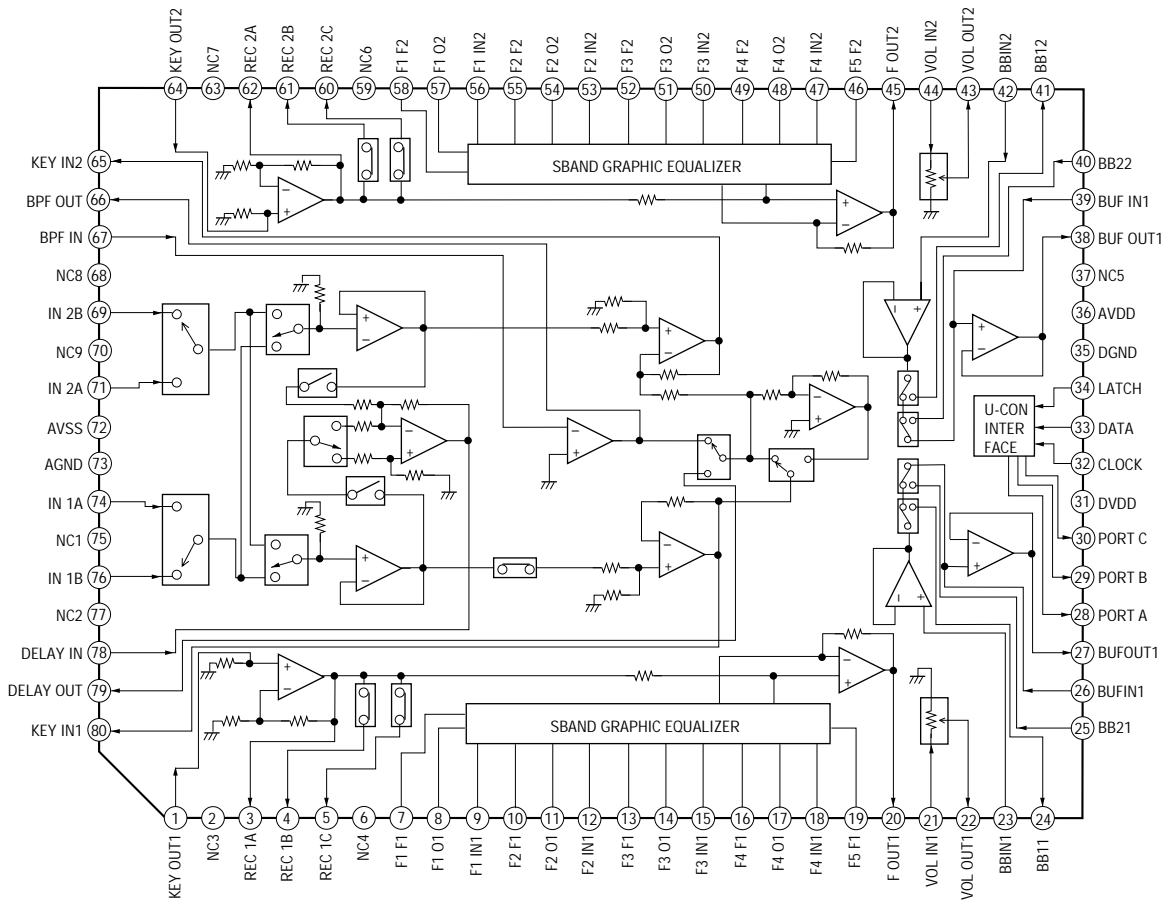 KEY OUT2
NC7
REC 2A
REC 2B
REC 2C
NC6
F1 F2
F1 O2
F1 IN2
F2 F2
F2 O2
F2 IN2
F3 F2
F3 O2
F3 IN2
F4 F2
F4 O2
F4 IN2
F5 F2
F OUT2
VOL IN2
VOL OUT2
BBIN2
BB12
64
63
62
61
60
59
58
57
56
55
54
53
52
51
50
49
48
47
46
45
44
43
42
41
KEY IN2 65
BPF OUT 66
BPF IN 67
NC8 68
IN 2B 69
NC9 70
IN 2A 71
AVSS 72
AGND 73
IN 1A 74
NC1 75
IN 1B 76
NC2 77
DELAY IN 78
DELAY OUT 79
KEY IN1 80
SBAND GRAPHIC EQUALIZER
40 BB22
39 BUF IN1
38 BUF OUT1
37 NC5
36 AVDD
35 DGND
34 LATCH
33 DATA
32 CLOCK
31 DVDD
30 PORT C
29 PORT B
28 PORT A
27 BUFOUT1
26 BUFIN1
25 BB21
U-CON
INTER
FACE
SBAND GRAPHIC EQUALIZER
1
2
3
4
5
6
7
8
9
10
11
12
13
14
15
16
17
18
19
20
21
22
23
24
KEY OUT1
NC3
REC 1A
REC 1B
REC 1C
NC4
F1 F1
F1 O1
F1 IN1
F2 F1
F2 O1
F2 IN1
F3 F1
F3 O1
F3 IN1
F4 F1
F4 O1
F4 IN1
F5 F1
F OUT1
VOL IN1
VOL OUT1
BBIN1
BB11